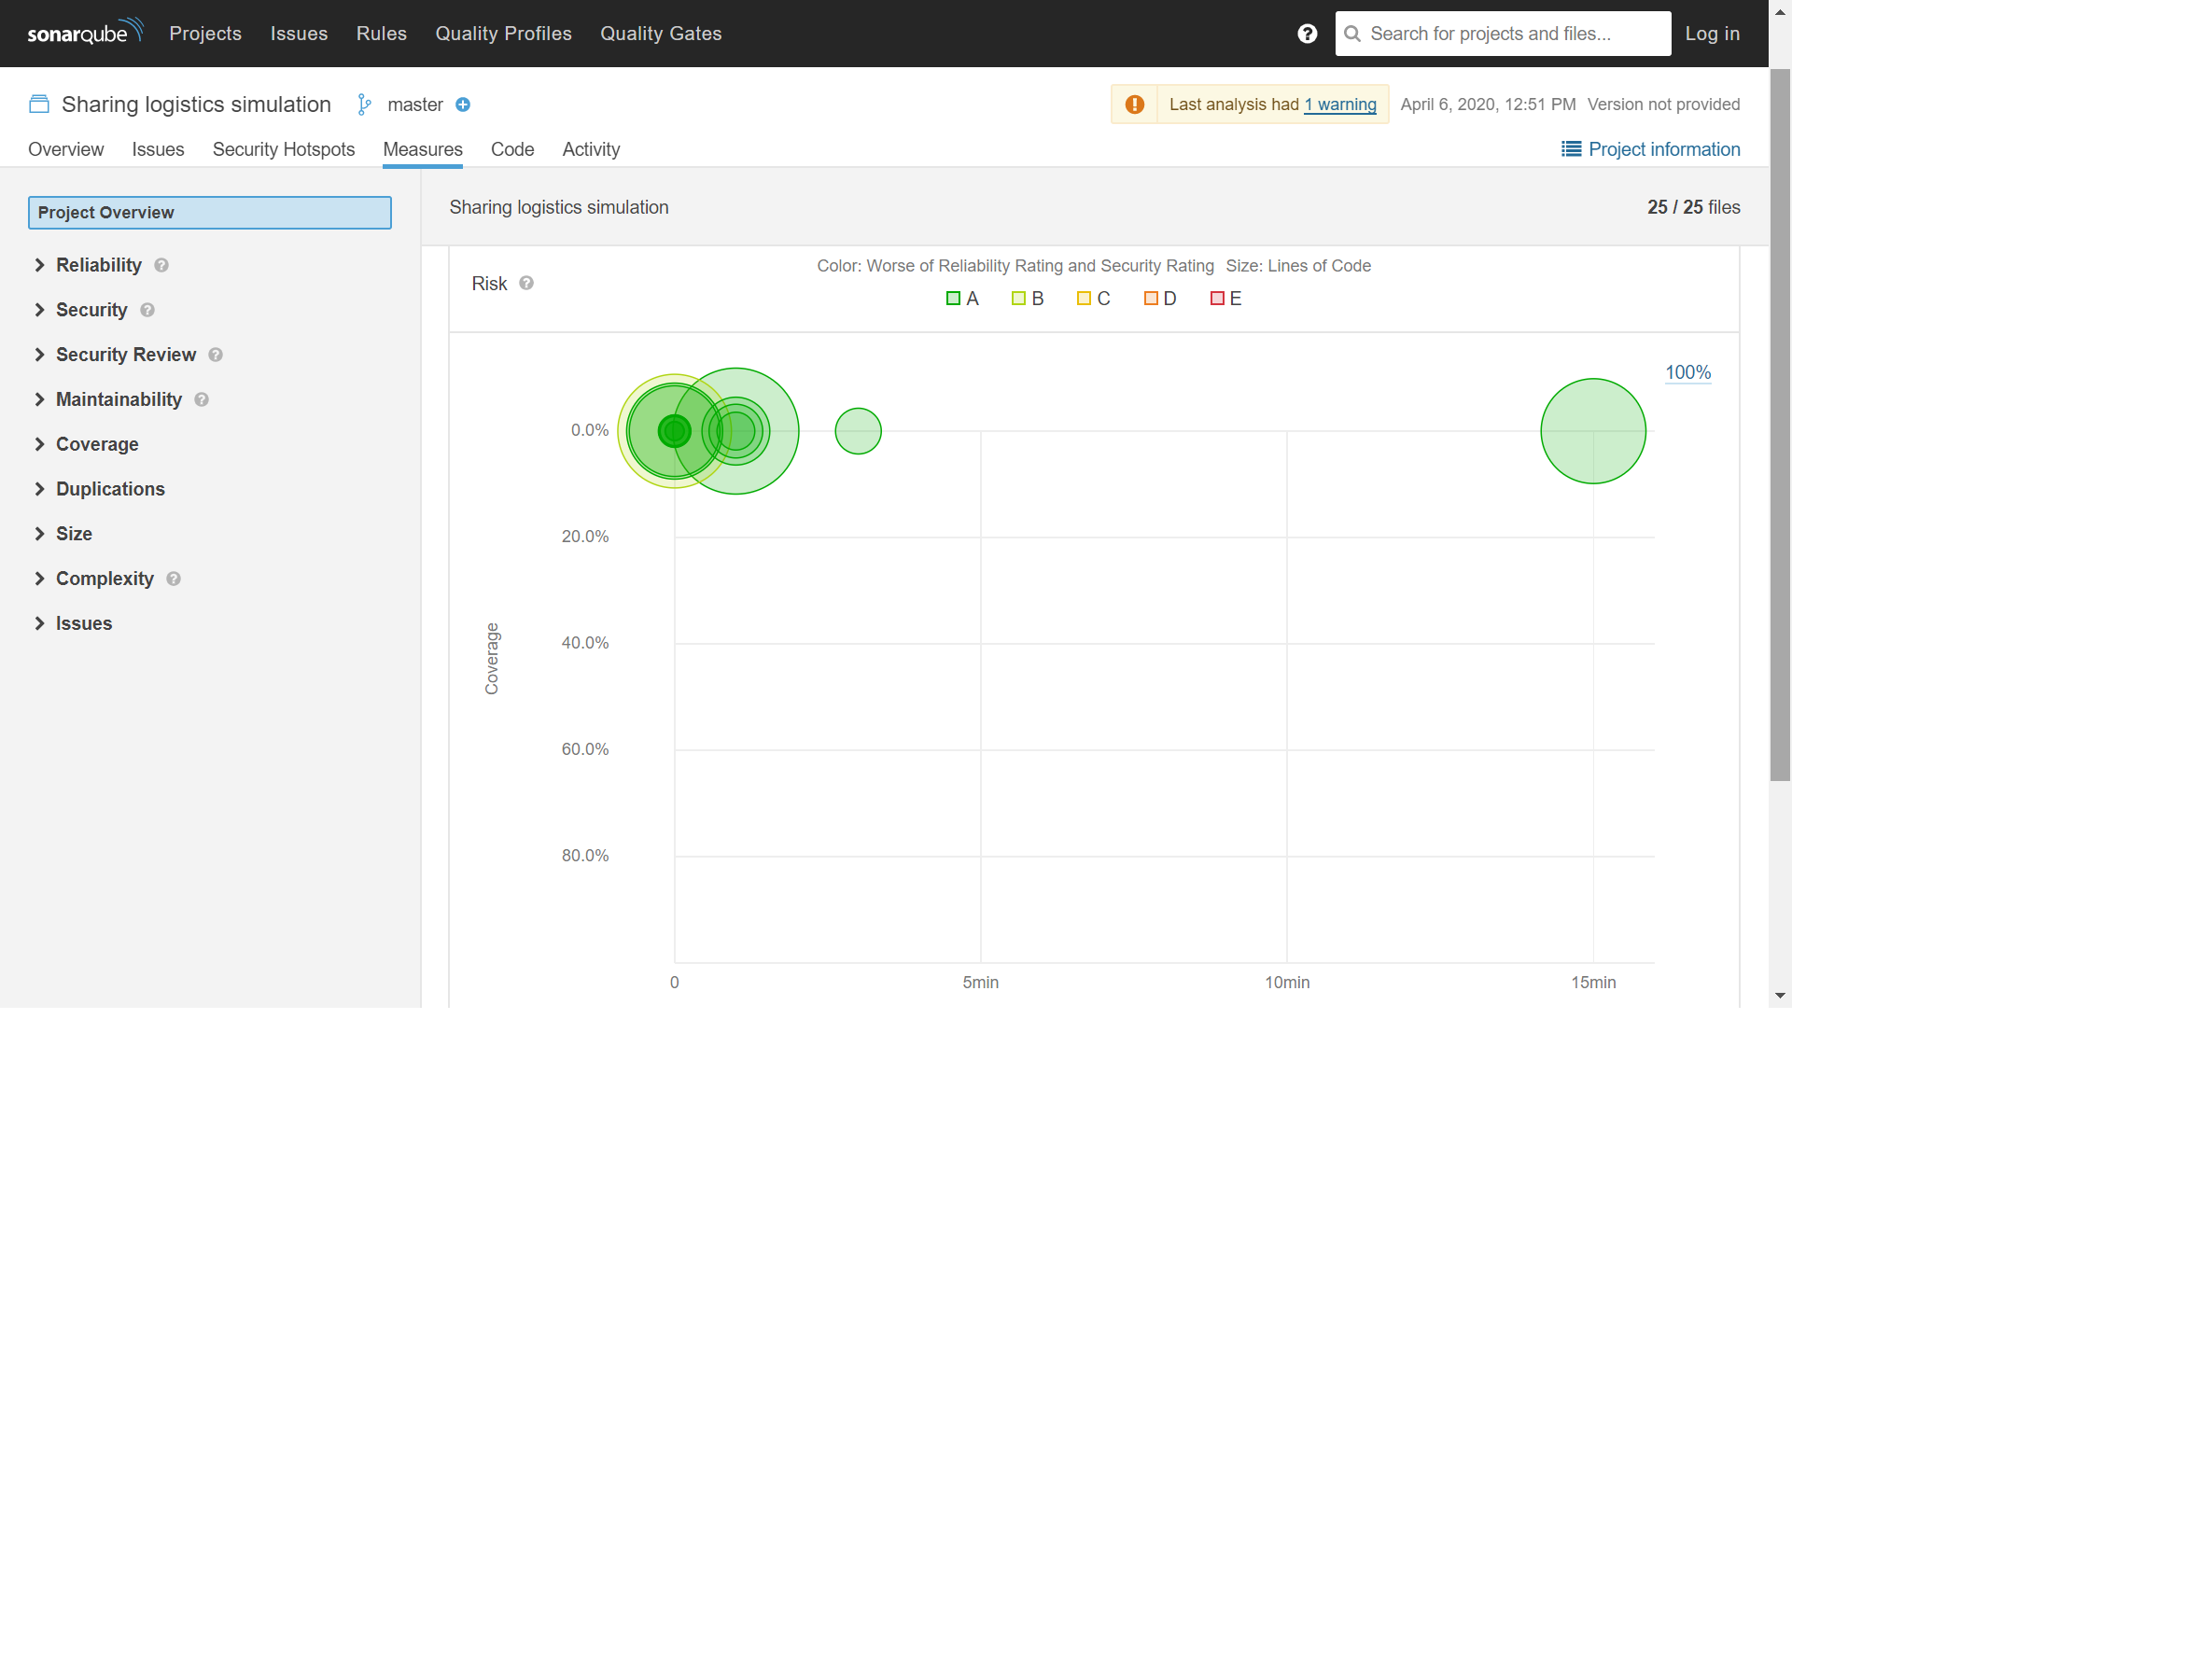 sonarqube Projects Issues Rules Quality Profiles Quality Gates Search for projects and files... Log in
Sharing logistics simulation master Last analysis had 1 warning April 6, 2020, 12:51 PM Version not provided
Overview Issues Security Hotspots Measures Code Activity Project information
Project Overview
Reliability
Security
Security Review
Maintainability
Coverage
Duplications
Size
Complexity
Issues
Sharing logistics simulation 25 / 25 files
Risk
Color: Worse of Reliability Rating and Security Rating Size: Lines of Code
A B C D E
100%
0.0%
20.0%
40.0%
60.0%
80.0%
Coverage
0 5min 10min 15min